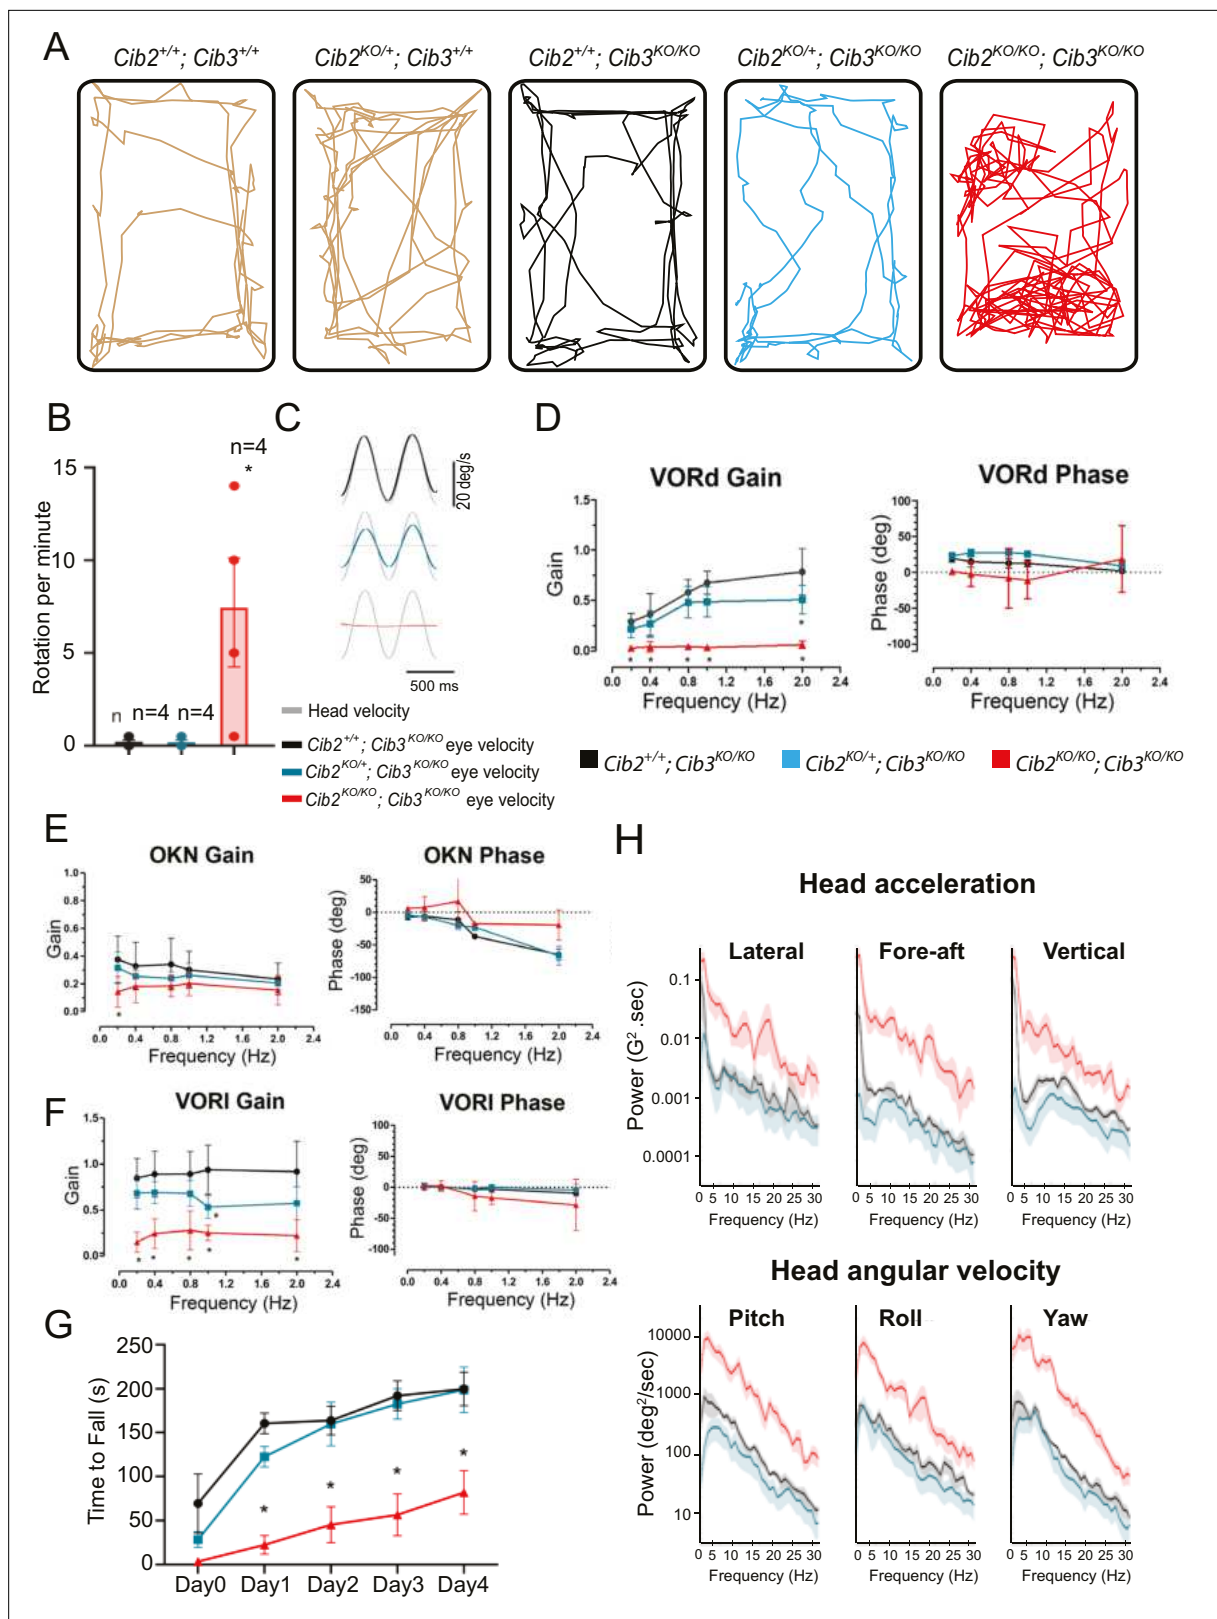 A
Cib2+/+; Cib3+/+
Cib2KO/+; Cib3+/+
Cib2+/+; Cib3KO/KO
Cib2KO/+; Cib3KO/KO
Cib2KO/KO; Cib3KO/KO
B
n=4
*
15
10
5
0
Rotation per minute
n
n=4
n=4
C
20 deg/s
500 ms
Head velocity
Cib2+/+; Cib3KO/KO eye velocity
Cib2KO/+; Cib3KO/KO eye velocity
Cib2KO/KO; Cib3KO/KO eye velocity
D
VORd Gain
1.5
1.0
0.5
0.0
Gain
* * * * * *
0.0 0.4 0.8 1.2 1.6 2.0 2.4
Frequency (Hz)
VORd Phase
100
50
0
-50
-100
Phase (deg)
0.0 0.4 0.8 1.2 1.6 2.0 2.4
Frequency (Hz)
Cib2+/+; Cib3KO/KO
Cib2KO/+; Cib3KO/KO
Cib2KO/KO; Cib3KO/KO
E
OKN Gain
1.0
0.8
0.6
0.4
0.2
0.0
Gain
*
0.0 0.4 0.8 1.2 1.6 2.0 2.4
Frequency (Hz)
OKN Phase
50
0
-50
-100
-150
Phase (deg)
0.0 0.4 0.8 1.2 1.6 2.0 2.4
Frequency (Hz)
F
VORl Gain
1.5
1.0
0.5
0.0
Gain
* * * * * *
0.0 0.4 0.8 1.2 1.6 2.0 2.4
Frequency (Hz)
VORl Phase
100
50
0
-50
-100
Phase (deg)
0.0 0.4 0.8 1.2 1.6 2.0 2.4
Frequency (Hz)
G
250
200
150
100
50
0
Time to Fall (s)
* * * *
Day0 Day1 Day2 Day3 Day4
H
Head acceleration
Lateral
Fore-aft
Vertical
0.1
0.01
0.001
0.0001
Power (G2 .sec)
5 10 15 20 25 30
5 10 15 20 25 30
5 10 15 20 25 30
Frequency (Hz)
Frequency (Hz)
Frequency (Hz)
Head angular velocity
Pitch
Roll
Yaw
10000
1000
100
10
Power (deg2/sec)
5 10 15 20 25 30
5 10 15 20 25 30
5 10 15 20 25 30
Frequency (Hz)
Frequency (Hz)
Frequency (Hz)